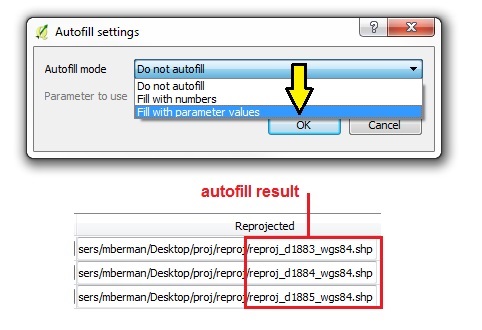 Autofill settings
?
Autofill mode
Do not autofill
Do not autofill
Parameter to use
Fill with numbers
Fill with parameter values
OK
Cancel
autofill result
Reprojected
sers/mberman/Desktop/proj/reproj/reproj_d1883_wgs84.shp
sers/mberman/Desktop/proj/reproj/reproj_d1884_wgs84.shp
sers/mberman/Desktop/proj/reproj/reproj_d1885_wgs84.shp